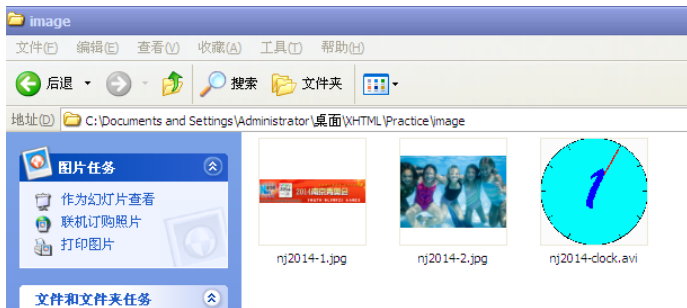 image
文件(F) 编辑(E) 查看(V) 收藏(A) 工具(T) 帮助(H)
后退 搜索 文件夹
地址(D) C:\Documents and Settings\Administrator\桌面\XHTML\Practice\image
图片任务
作为幻灯片查看
联机订购照片
打印图片
文件和文件夹任务
2014南京青奥会
YOUTH OLYMPIC GAMES
1
nj2014-1.jpg nj2014-2.jpg nj2014-clock.avi